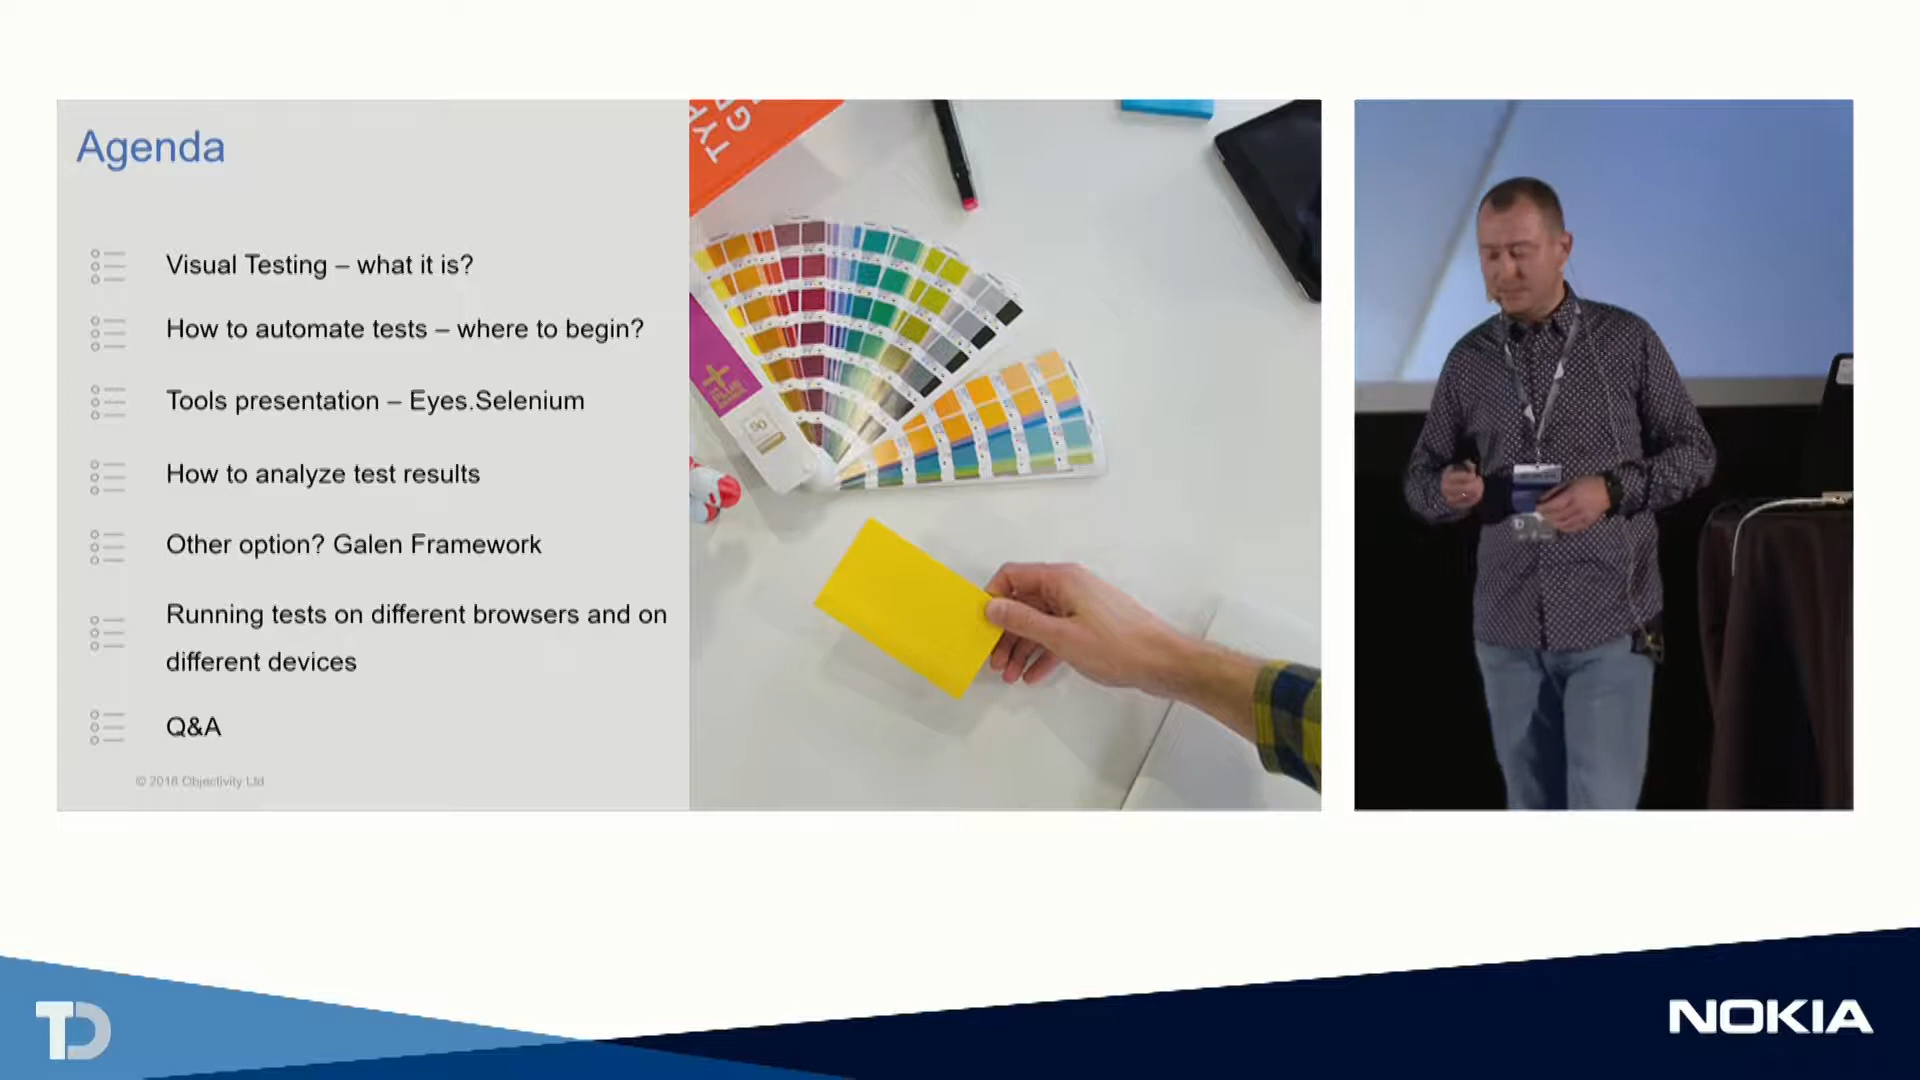 Agenda
Visual Testing – what it is?
How to automate tests – where to begin?
Tools presentation – Eyes.Selenium
How to analyze test results
Other option? Galen Framework
Running tests on different browsers and on
different devices
Q&A
© 2018 Objectivity Ltd
TD
NOKIA